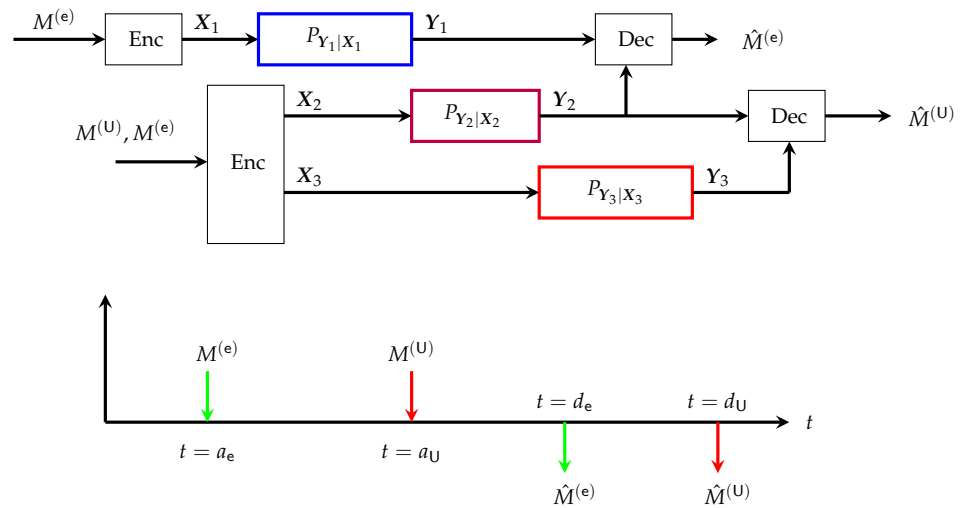 M^(e) Enc X_1 P_{Y_1|X_1} Y_1 Dec M̂^(e)
M^(U), M^(e) Enc X_2 P_{Y_2|X_2} Y_2 Dec M̂^(U)
X_3 P_{Y_3|X_3} Y_3
M^(e) M^(U)
t = d_e t = d_U
t
t = a_e t = a_U
M̂^(e) M̂^(U)